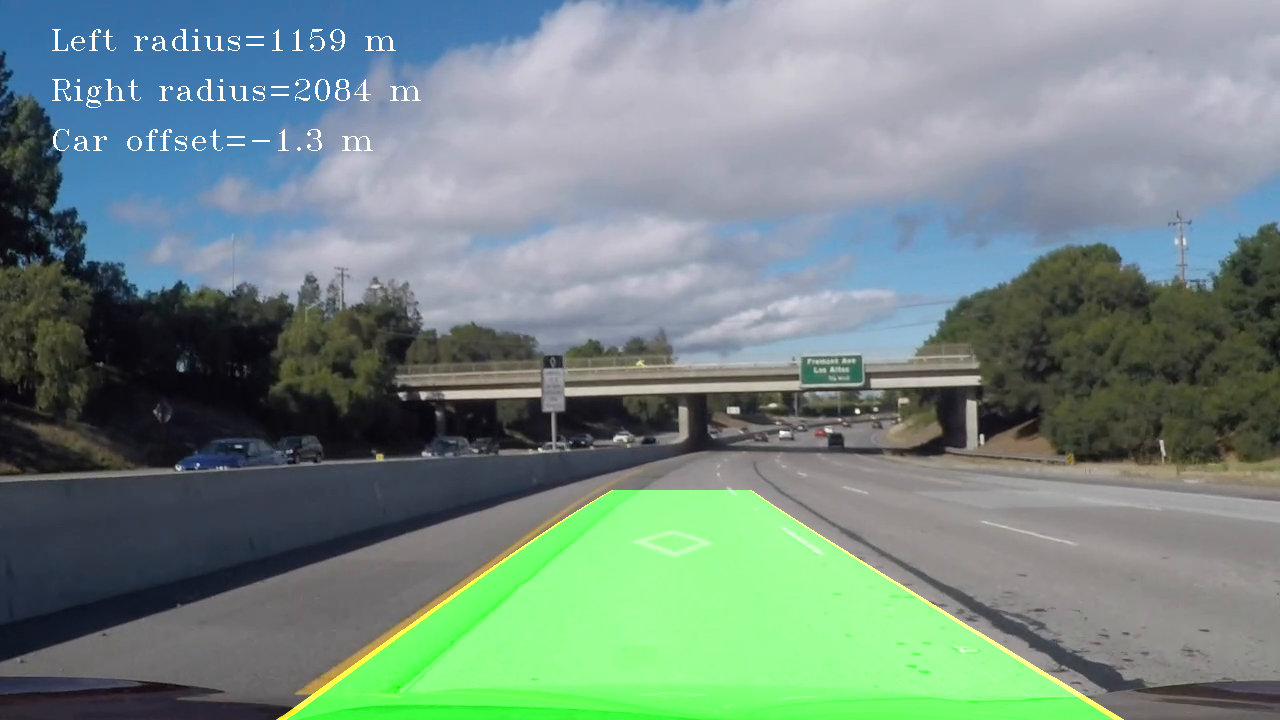 Left radius=1159 m
Right radius=2084 m
Car offset=-1.3 m
Fremont Ave
Los Altos